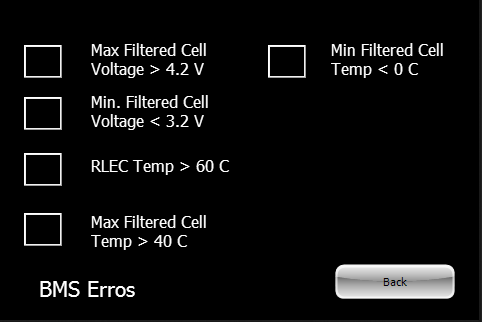 Max Filtered Cell
Voltage > 4.2 V
Min Filtered Cell
Temp < 0 C
Min. Filtered Cell
Voltage < 3.2 V
RLEC Temp > 60 C
Max Filtered Cell
Temp > 40 C
BMS Erros
Back